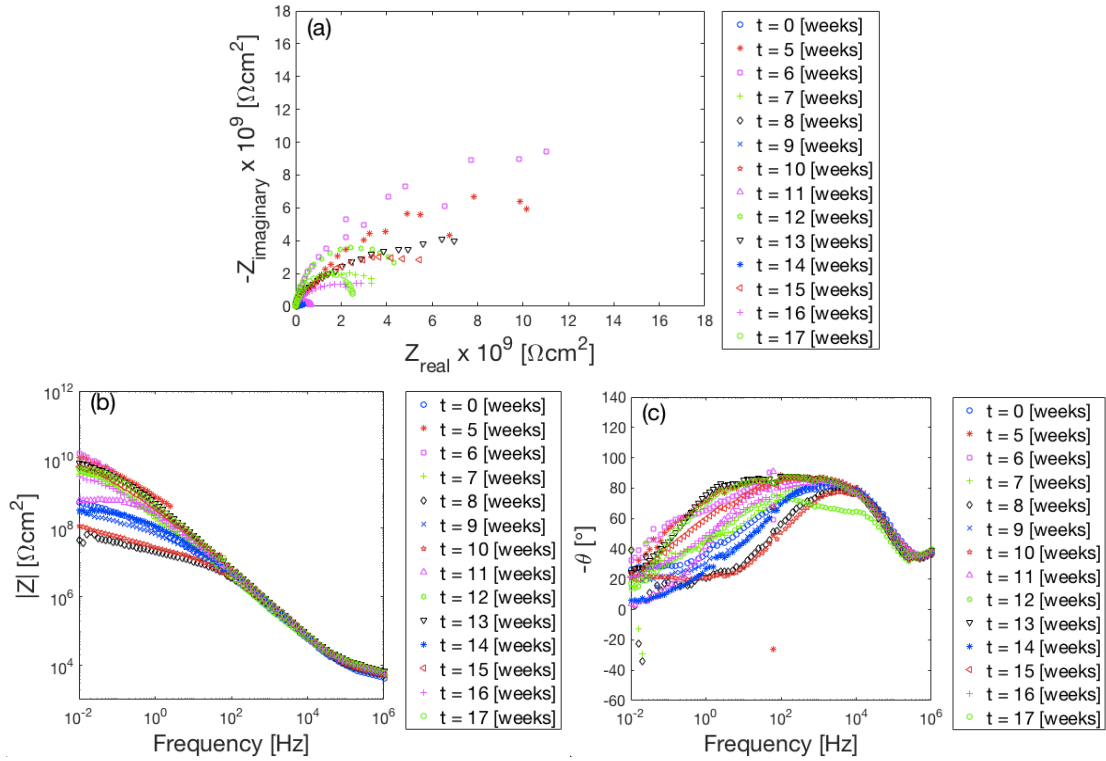 (a)
18
16
14
12
10
8
6
4
2
0
-Z_imaginary x 10^9 [Ωcm^2]
0 2 4 6 8 10 12 14 16 18
Z_real x 10^9 [Ωcm^2]
t = 0 [weeks]
t = 5 [weeks]
t = 6 [weeks]
t = 7 [weeks]
t = 8 [weeks]
t = 9 [weeks]
t = 10 [weeks]
t = 11 [weeks]
t = 12 [weeks]
t = 13 [weeks]
t = 14 [weeks]
t = 15 [weeks]
t = 16 [weeks]
t = 17 [weeks]
(b)
10^12
10^10
10^8
10^6
10^4
|Z| [Ωcm^2]
10^-2 10^0 10^2 10^4 10^6
Frequency [Hz]
t = 0 [weeks]
t = 5 [weeks]
t = 6 [weeks]
t = 7 [weeks]
t = 8 [weeks]
t = 9 [weeks]
t = 10 [weeks]
t = 11 [weeks]
t = 12 [weeks]
t = 13 [weeks]
t = 14 [weeks]
t = 15 [weeks]
t = 16 [weeks]
t = 17 [weeks]
(c)
140
120
100
80
60
40
20
0
-20
-40
-60
-θ [°]
10^-2 10^0 10^2 10^4 10^6
Frequency [Hz]
t = 0 [weeks]
t = 5 [weeks]
t = 6 [weeks]
t = 7 [weeks]
t = 8 [weeks]
t = 9 [weeks]
t = 10 [weeks]
t = 11 [weeks]
t = 12 [weeks]
t = 13 [weeks]
t = 14 [weeks]
t = 15 [weeks]
t = 16 [weeks]
t = 17 [weeks]